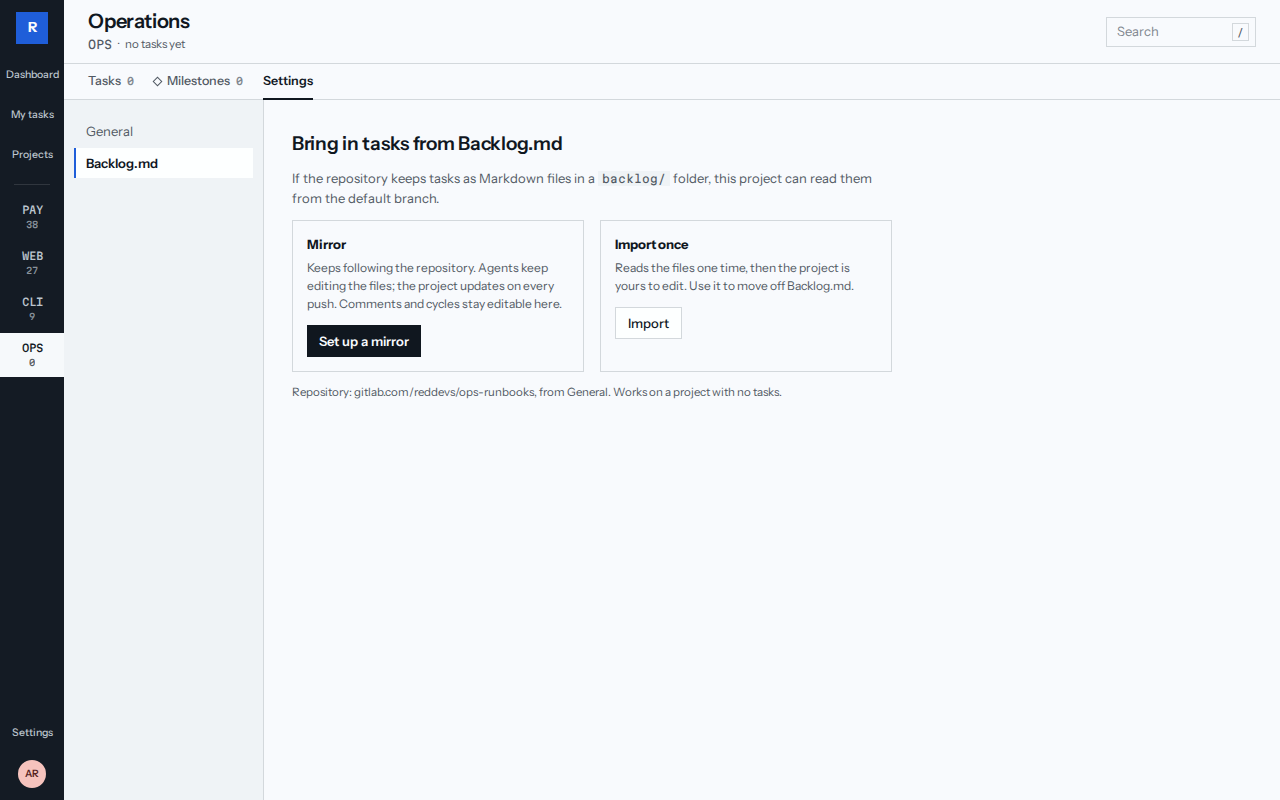 R
Operations
OPS · no tasks yet
Search /
Dashboard
My tasks
Projects
PAY
38
WEB
27
CLI
9
OPS
0
Settings
AR
Tasks 0 ◇ Milestones 0 Settings
General
Backlog.md
Bring in tasks from Backlog.md
If the repository keeps tasks as Markdown files in a backlog/ folder, this project can read them
from the default branch.
Mirror
Keeps following the repository. Agents keep
editing the files; the project updates on every
push. Comments and cycles stay editable here.
Set up a mirror
Import once
Reads the files one time, then the project is
yours to edit. Use it to move off Backlog.md.
Import
Repository: gitlab.com/reddevs/ops-runbooks, from General. Works on a project with no tasks.